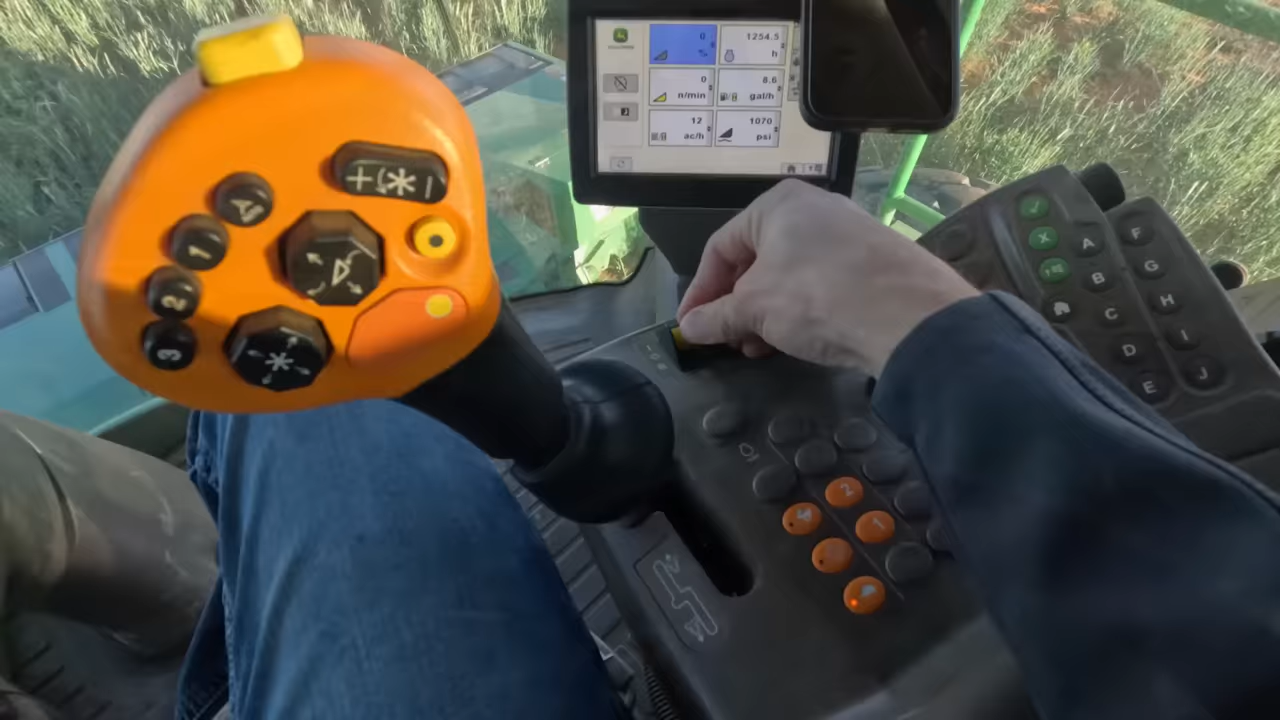 0
%
1254.5
h
0
n/min
8.6
gal/h
12
ac/h
1070
psi
+(*-
1
2
3
*
2
1
A
B
C
D
E
F
G
H
I
J